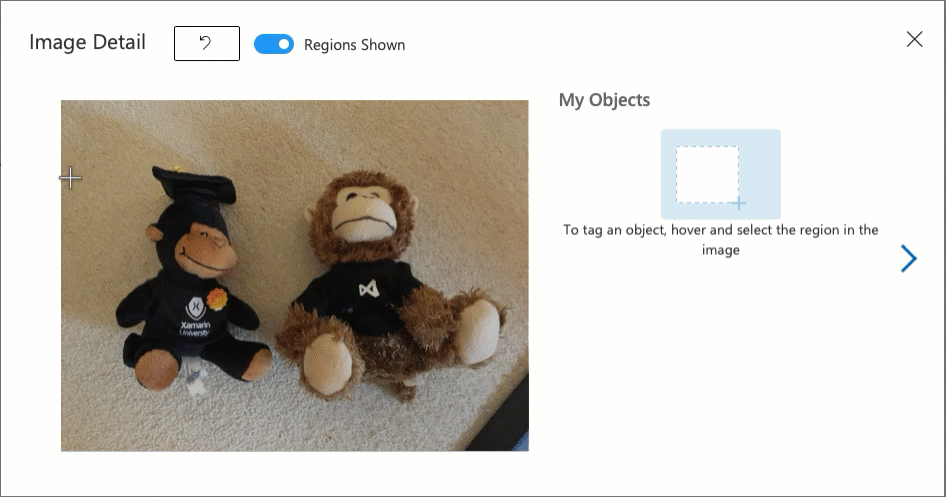 Image Detail
Regions Shown
My Objects
To tag an object, hover and select the region in the
image
Xamarin
University